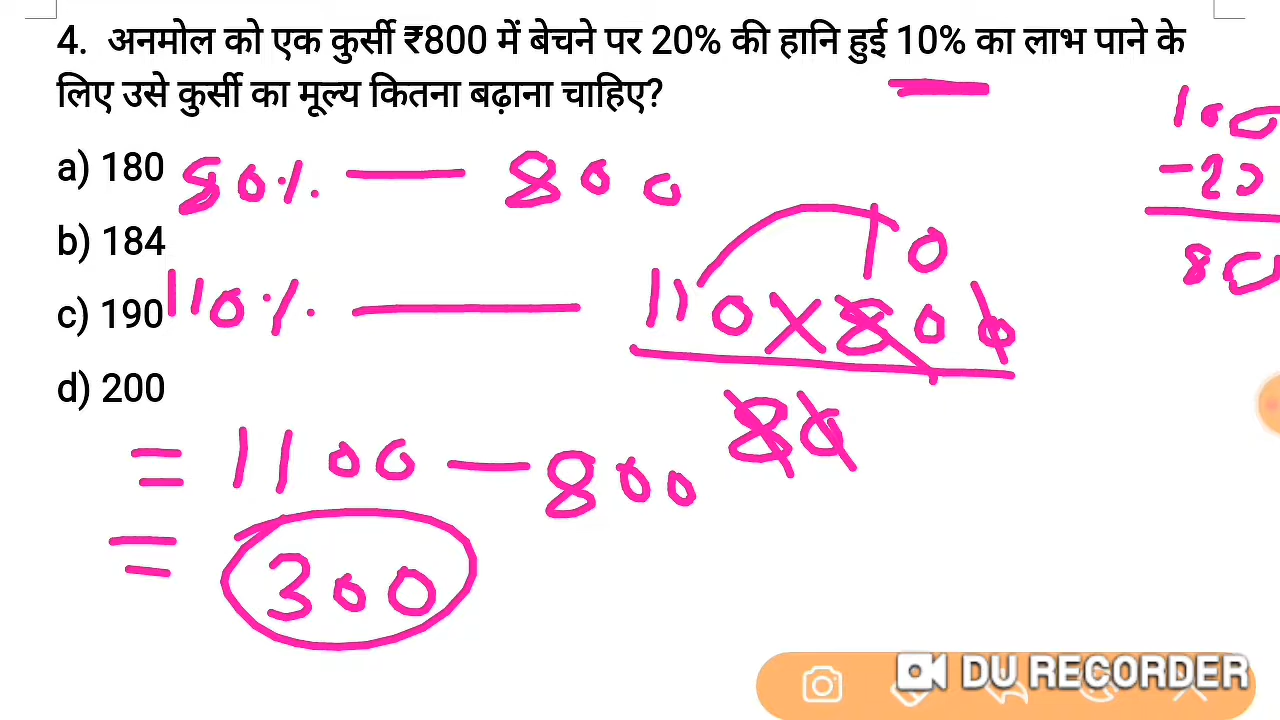 4. अनमोल को एक कुर्सी ₹800 में बेचने पर 20% की हानि हुई 10% का लाभ पाने के
लिए उसे कुर्सी का मूल्य कितना बढ़ाना चाहिए?
100
-20
80
a) 180
80% — 800
b) 184
10
c) 190
110% — 110 × 800
80
d) 200
= 1100 — 800
= 300
DU RECORDER